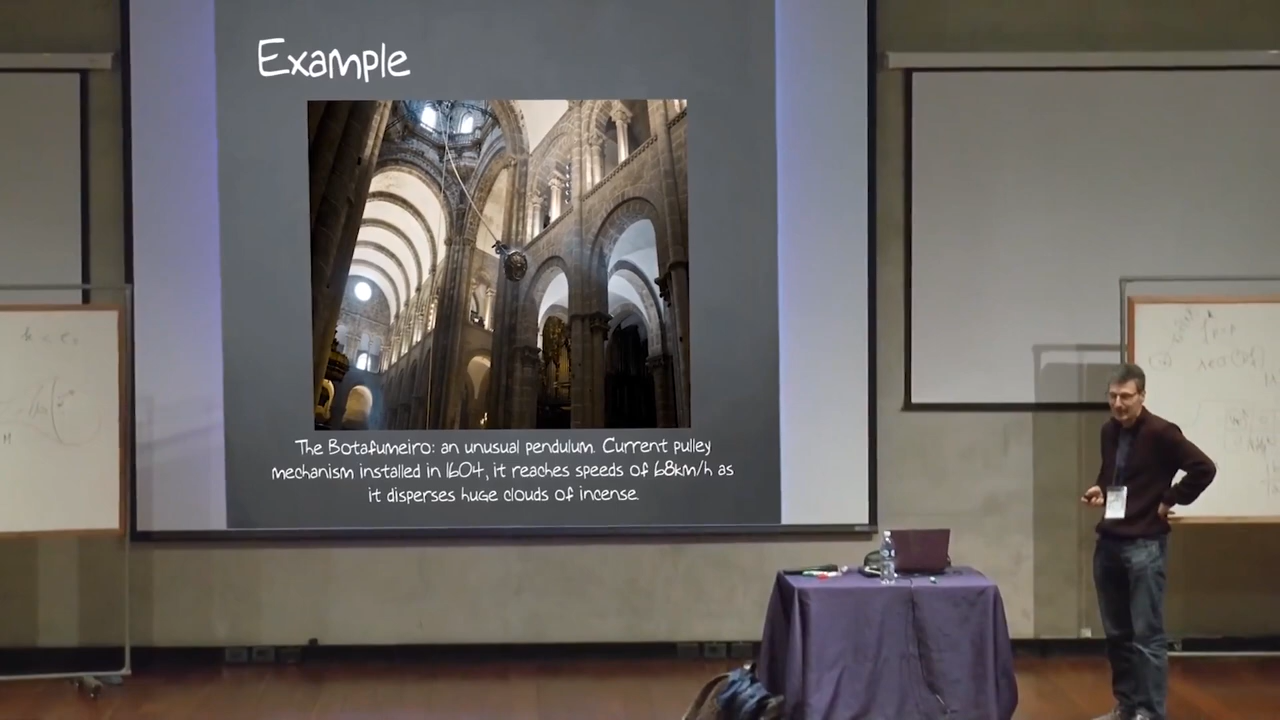 Example
The Botafumeiro: an unusual pendulum. Current pulley
mechanism installed in 1604, it reaches speeds of 68km/h as
it disperses huge clouds of incense.